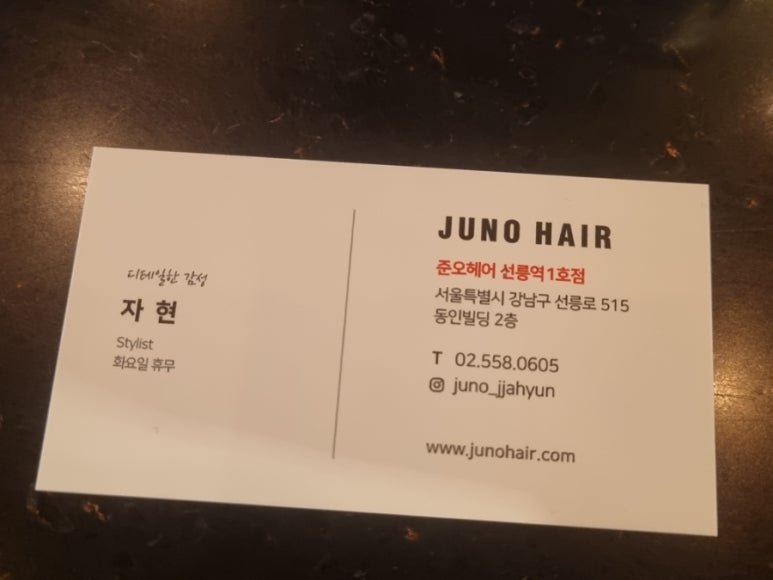 디테일한 감성
자 현
Stylist
화요일 휴무
JUNO HAIR
준오헤어 선릉역1호점
서울특별시 강남구 선릉로 515
동인빌딩 2층
T 02.558.0605
juno_jjahyun
www.junohair.com